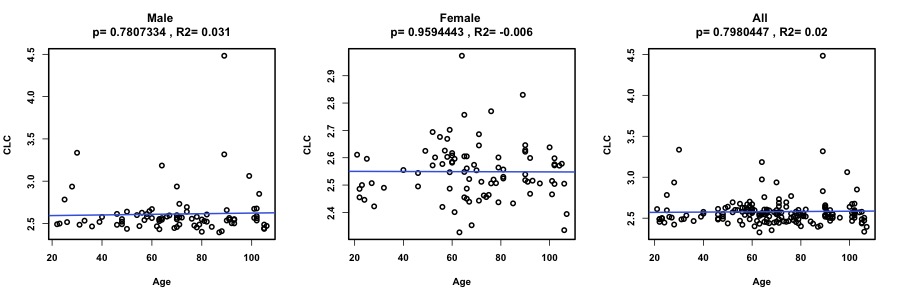 Male
p= 0.7807334 , R2= 0.031
CLC
4.5
4.0
3.5
3.0
2.5
20 40 60 80 100
Age
Female
p= 0.9594443 , R2= -0.006
CLC
2.9
2.8
2.7
2.6
2.5
2.4
20 40 60 80 100
Age
All
p= 0.7980447 , R2= 0.02
CLC
4.5
4.0
3.5
3.0
2.5
20 40 60 80 100
Age